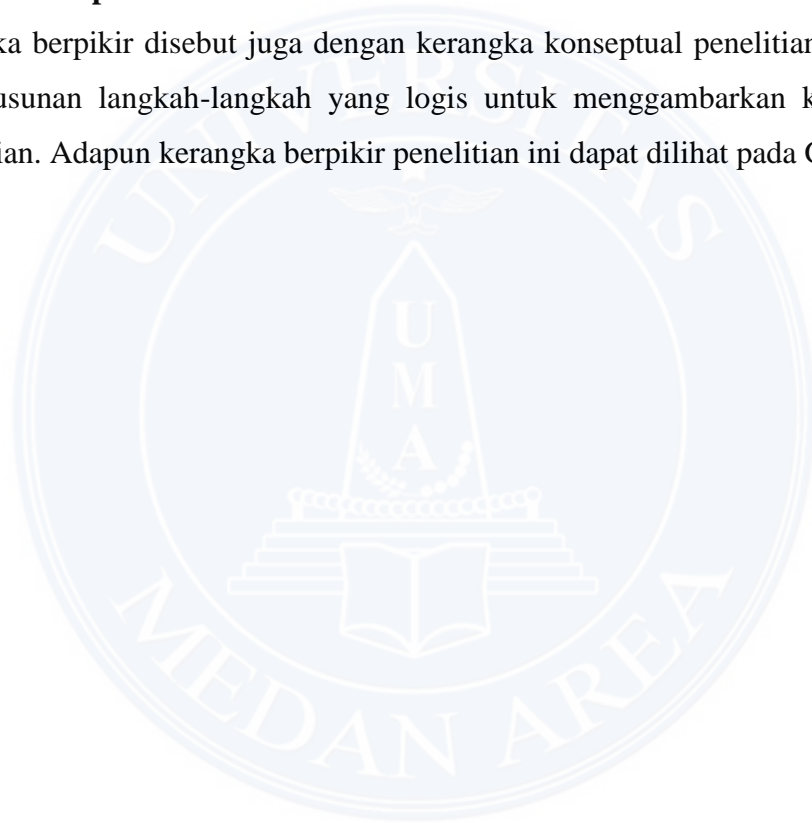 ka berpikir disebut juga dengan kerangka konseptual penelitian
usunan langkah-langkah yang logis untuk menggambarkan k
ian. Adapun kerangka berpikir penelitian ini dapat dilihat pada
UNIVERSITAS
U
M
A
MEDAN AREA